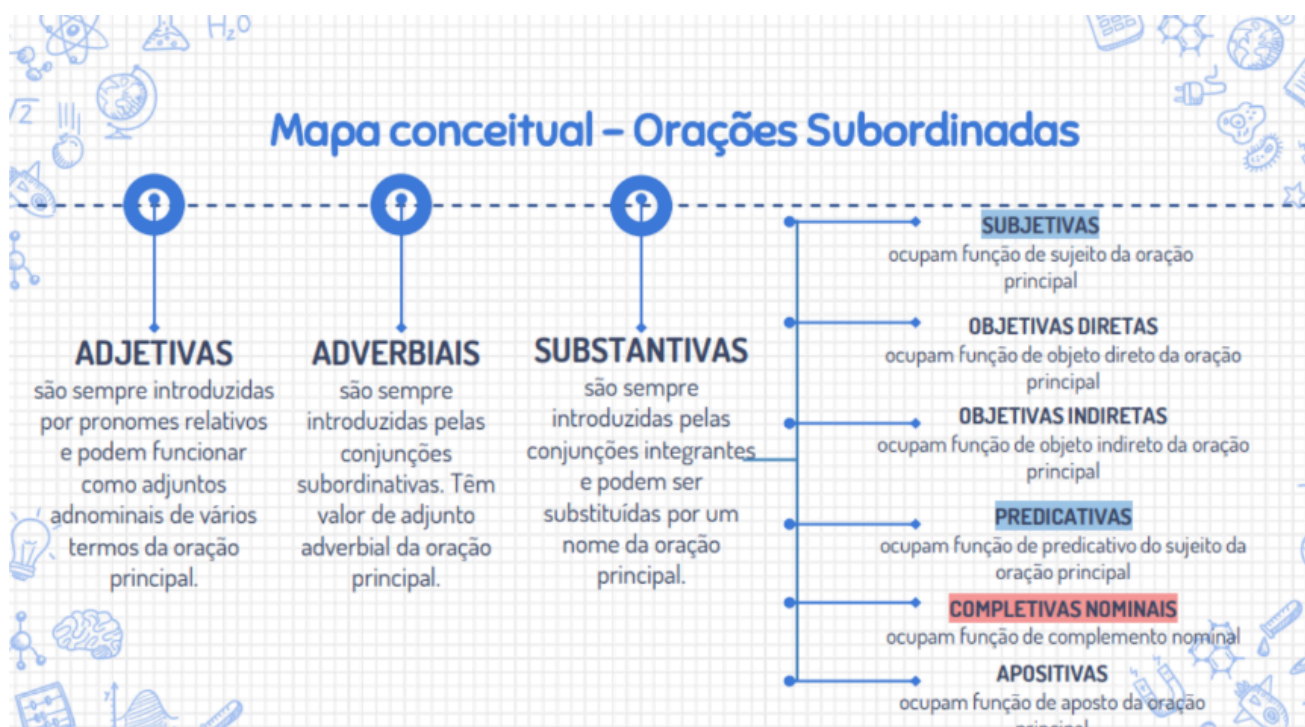 H₂O
√2
Mapa conceitual – Orações Subordinadas
ADJETIVAS
são sempre introduzidas
por pronomes relativos
e podem funcionar
como adjuntos
adnominais de vários
termos da oração
principal.
ADVERBIAIS
são sempre
introduzidas pelas
conjunções
subordinativas. Têm
valor de adjunto
adverbial da oração
principal.
SUBSTANTIVAS
são sempre
introduzidas pelas
conjunções integrantes
e podem ser
substituídas por um
nome da oração
principal.
SUBJETIVAS
ocupam função de sujeito da oração
principal
OBJETIVAS DIRETAS
ocupam função de objeto direto da oração
principal
OBJETIVAS INDIRETAS
ocupam função de objeto indireto da oração
principal
PREDICATIVAS
ocupam função de predicativo do sujeito da
oração principal
COMPLETIVAS NOMINAIS
ocupam função de complemento nominal
APOSITIVAS
ocupam função de aposto da oração
principal
y